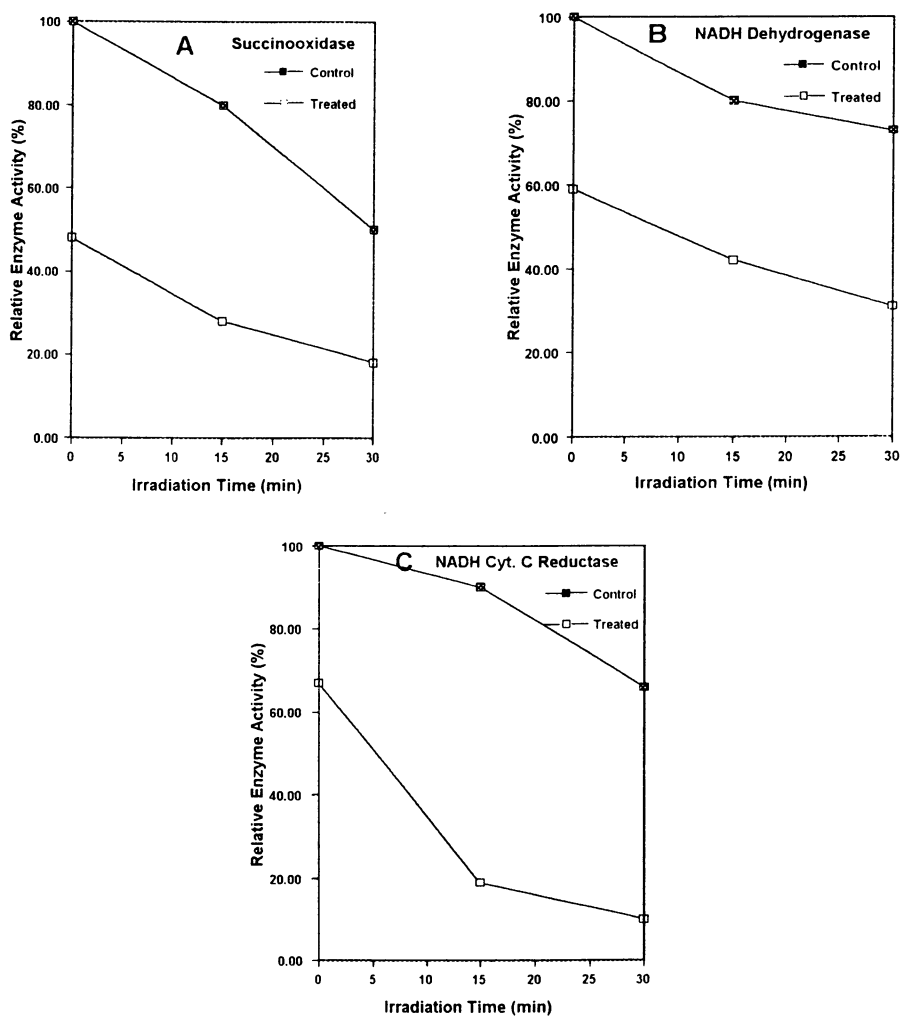 A Succinooxidase
Control
Treated
100
80.00
60.00
40.00
20.00
0.00
Relative Enzyme Activity (%)
0 5 10 15 20 25 30
Irradiation Time (min)
B NADH Dehydrogenase
Control
Treated
100
80.00
60.00
40.00
20.00
0.00
Relative Enzyme Activity (%)
0 5 10 15 20 25 30
Irradiation Time (min)
C NADH Cyt. C Reductase
Control
Treated
100
80.00
60.00
40.00
20.00
0.00
Relative Enzyme Activity (%)
0 5 10 15 20 25 30
Irradiation Time (min)